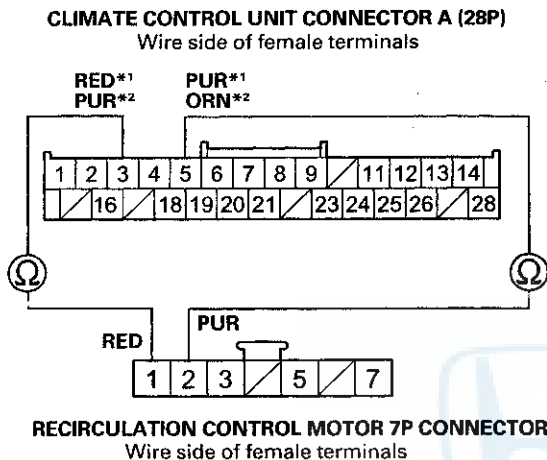 CLIMATE CONTROL UNIT CONNECTOR A (28P)
Wire side of female terminals
RED*1 PUR*1
PUR*2 ORN*2
1 2 3 4 5 6 7 8 9 11 12 13 14
16 18 19 20 21 23 24 25 26 28
Ω Ω
RED PUR
1 2 3 5 7
RECIRCULATION CONTROL MOTOR 7P CONNECTOR
Wire side of female terminals